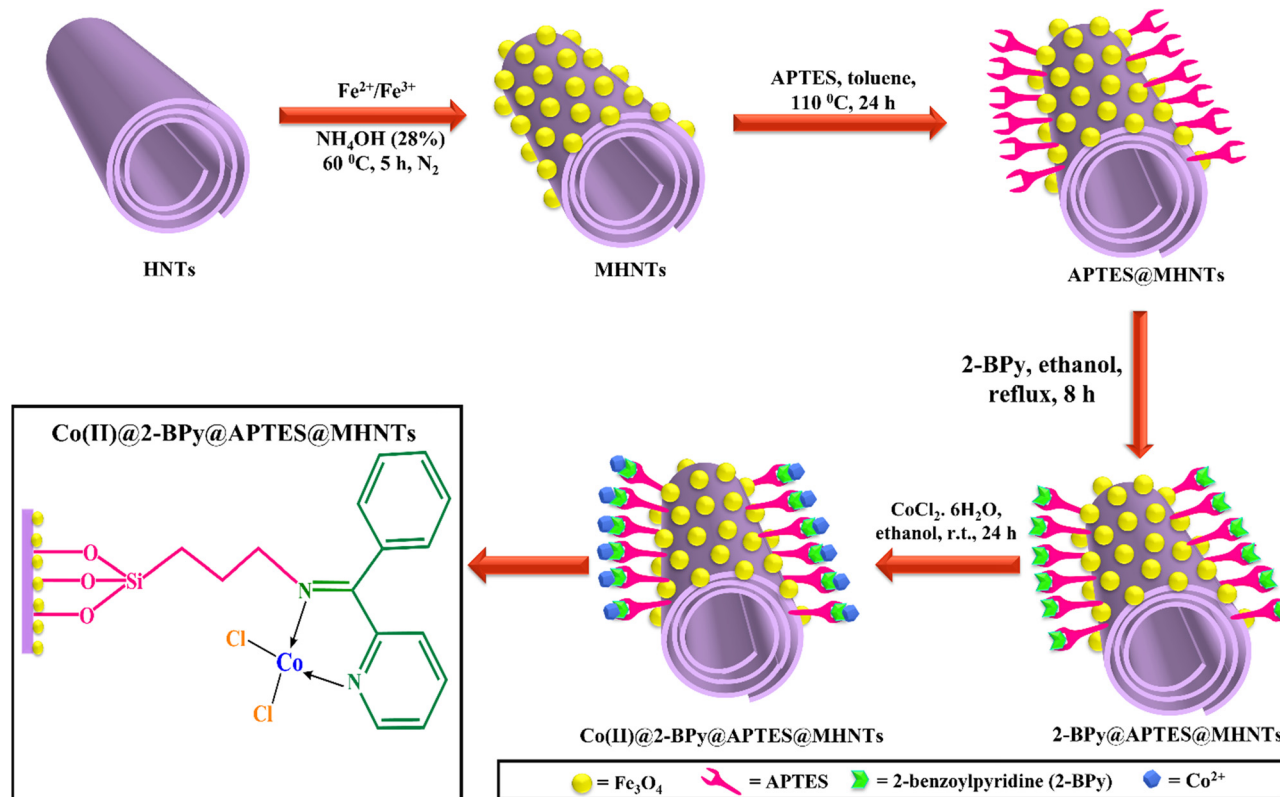 Fe²⁺/Fe³⁺
NH₄OH (28%)
60 ⁰C, 5 h, N₂
APTES, toluene,
110 ⁰C, 24 h
HNTs
MHNTs
APTES@MHNTs
2-BPy, ethanol,
reflux, 8 h
Co(II)@2-BPy@APTES@MHNTs
O
O
O
Si
N
N
Cl
Co
Cl
CoCl₂. 6H₂O,
ethanol, r.t., 24 h
Co(II)@2-BPy@APTES@MHNTs
2-BPy@APTES@MHNTs
= Fe₃O₄
= APTES
= 2-benzoylpyridine (2-BPy)
= Co²⁺